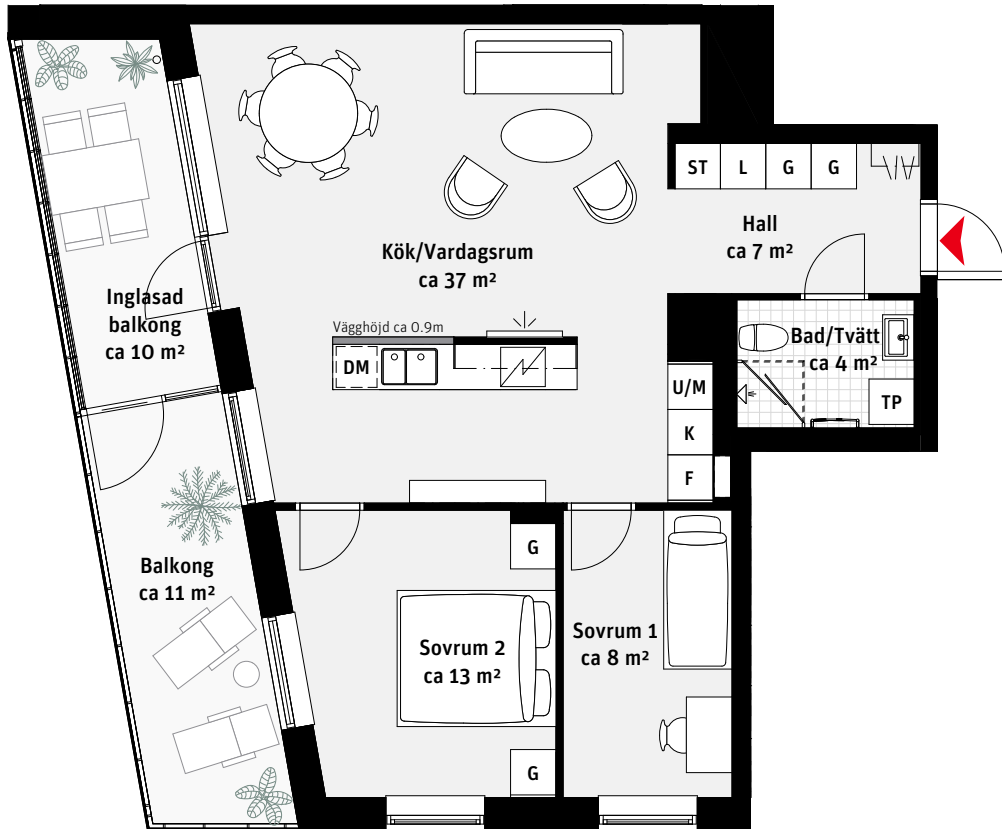 ST
L
G
G
Hall
ca 7 m²
Kök/Vardagsrum
ca 37 m²
Inglasad
balkong
ca 10 m²
Vägghöjd ca 0.9m
DM
Bad/Tvätt
ca 4 m²
TP
U/M
K
F
Balkong
ca 11 m²
G
Sovrum 2
ca 13 m²
G
Sovrum 1
ca 8 m²